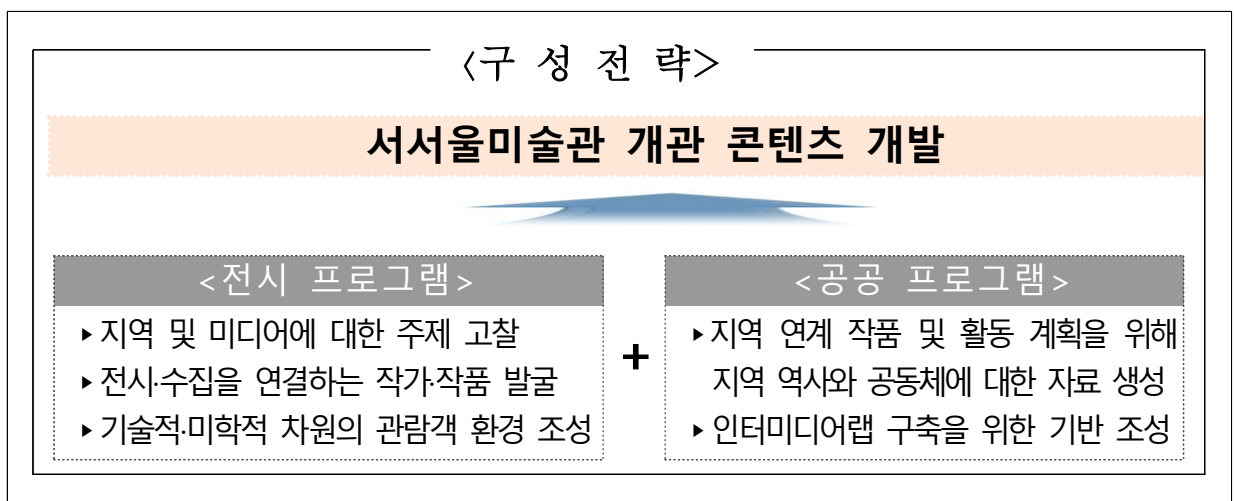 <구 성 전 략>
서서울미술관 개관 콘텐츠 개발
<전시 프로그램>
▸지역 및 미디어에 대한 주제 고찰
▸전시·수집을 연결하는 작가·작품 발굴
▸기술적·미학적 차원의 관람객 환경 조성
+
<공공 프로그램>
▸지역 연계 작품 및 활동 계획을 위해
지역 역사와 공동체에 대한 자료 생성
▸인터미디어랩 구축을 위한 기반 조성